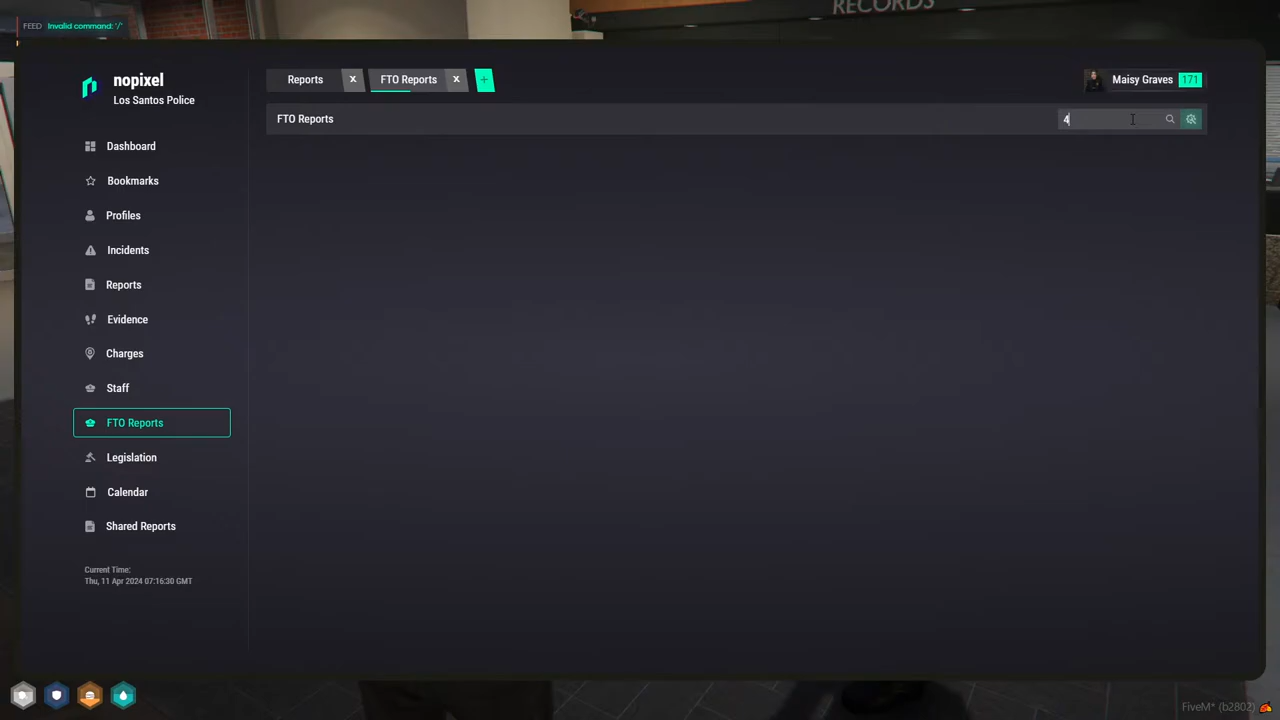 RECORDS
FEED Invalid command: '/'
nopixel
Los Santos Police
Reports x FTO Reports x +
Maisy Graves 171
FTO Reports
4
Dashboard
Bookmarks
Profiles
Incidents
Reports
Evidence
Charges
Staff
FTO Reports
Legislation
Calendar
Shared Reports
Current Time:
Thu, 11 Apr 2024 07:16:30 GMT
FiveM* (b2802)